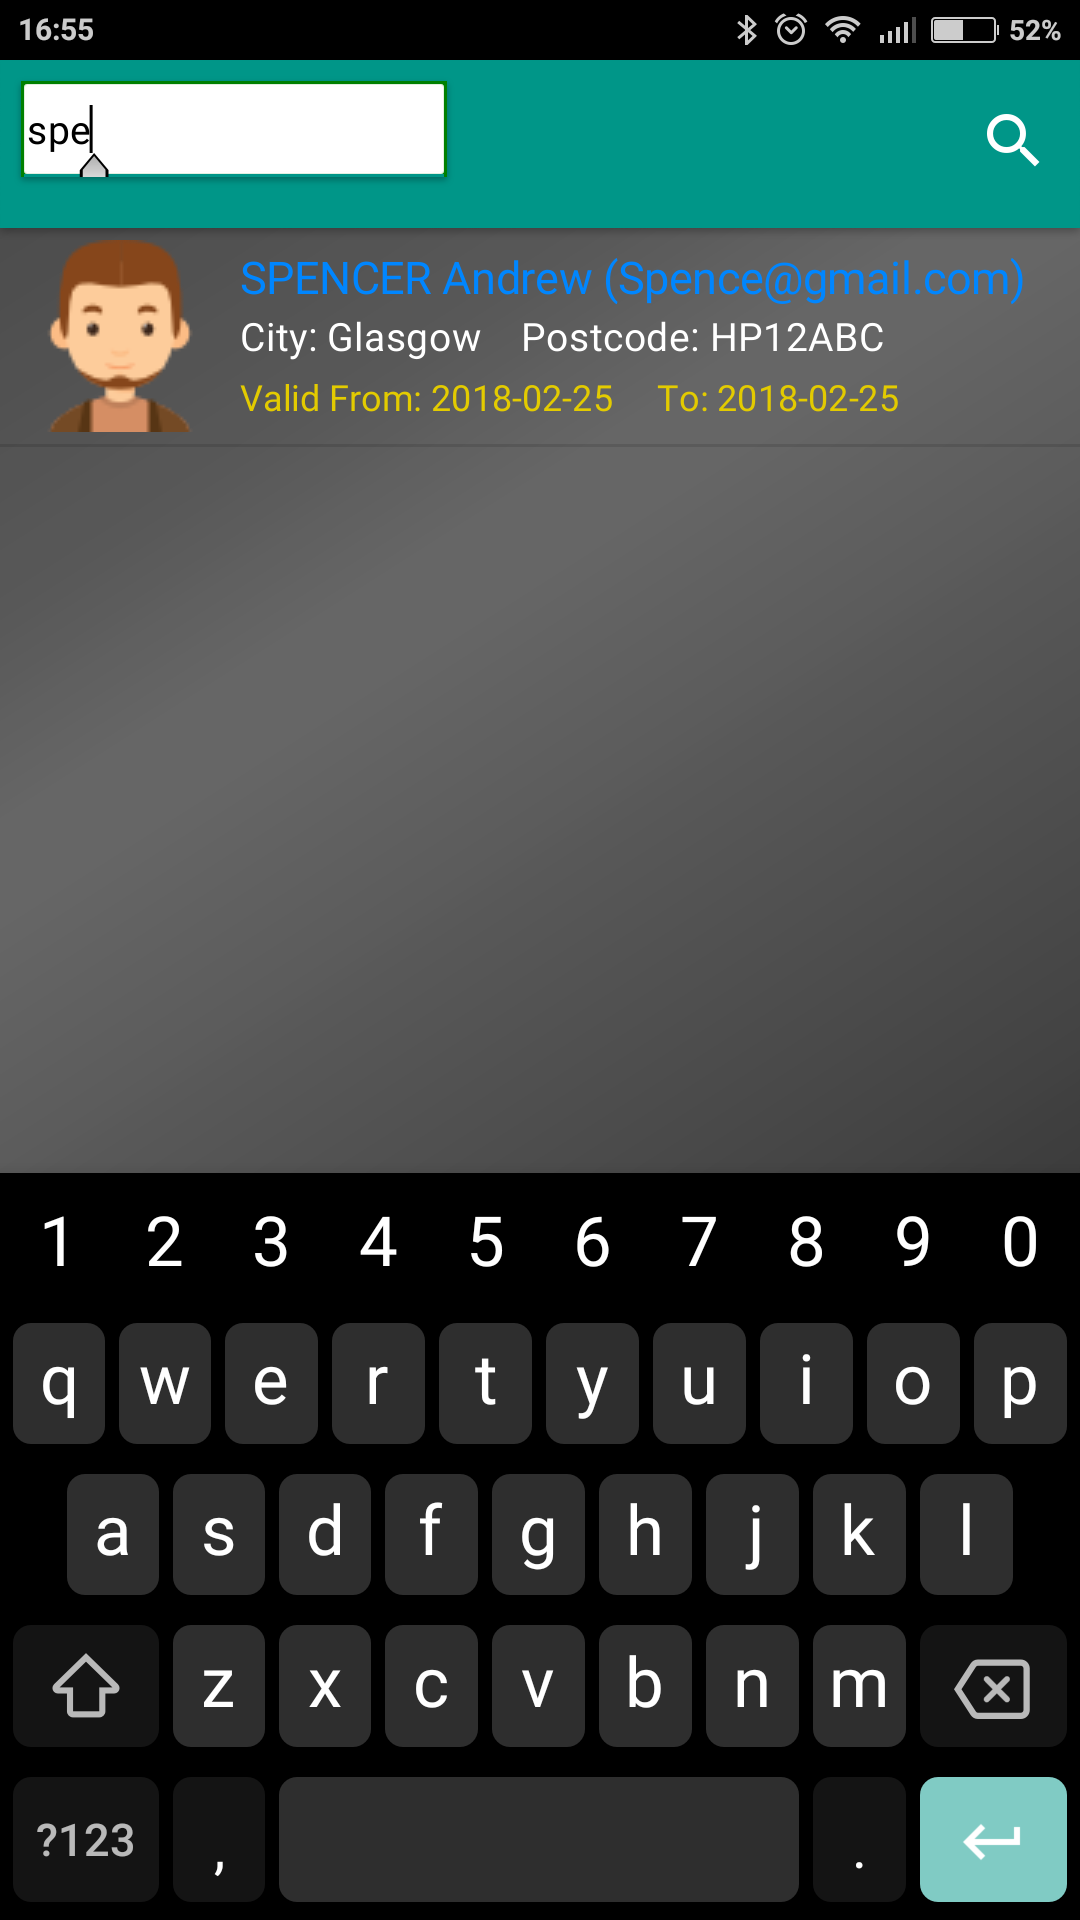 16:55 52%
spe
SPENCER Andrew (Spence@gmail.com)
City: Glasgow Postcode: HP12ABC
Valid From: 2018-02-25 To: 2018-02-25
1 2 3 4 5 6 7 8 9 0
q w e r t y u i o p
a s d f g h j k l
z x c v b n m
?123 , .